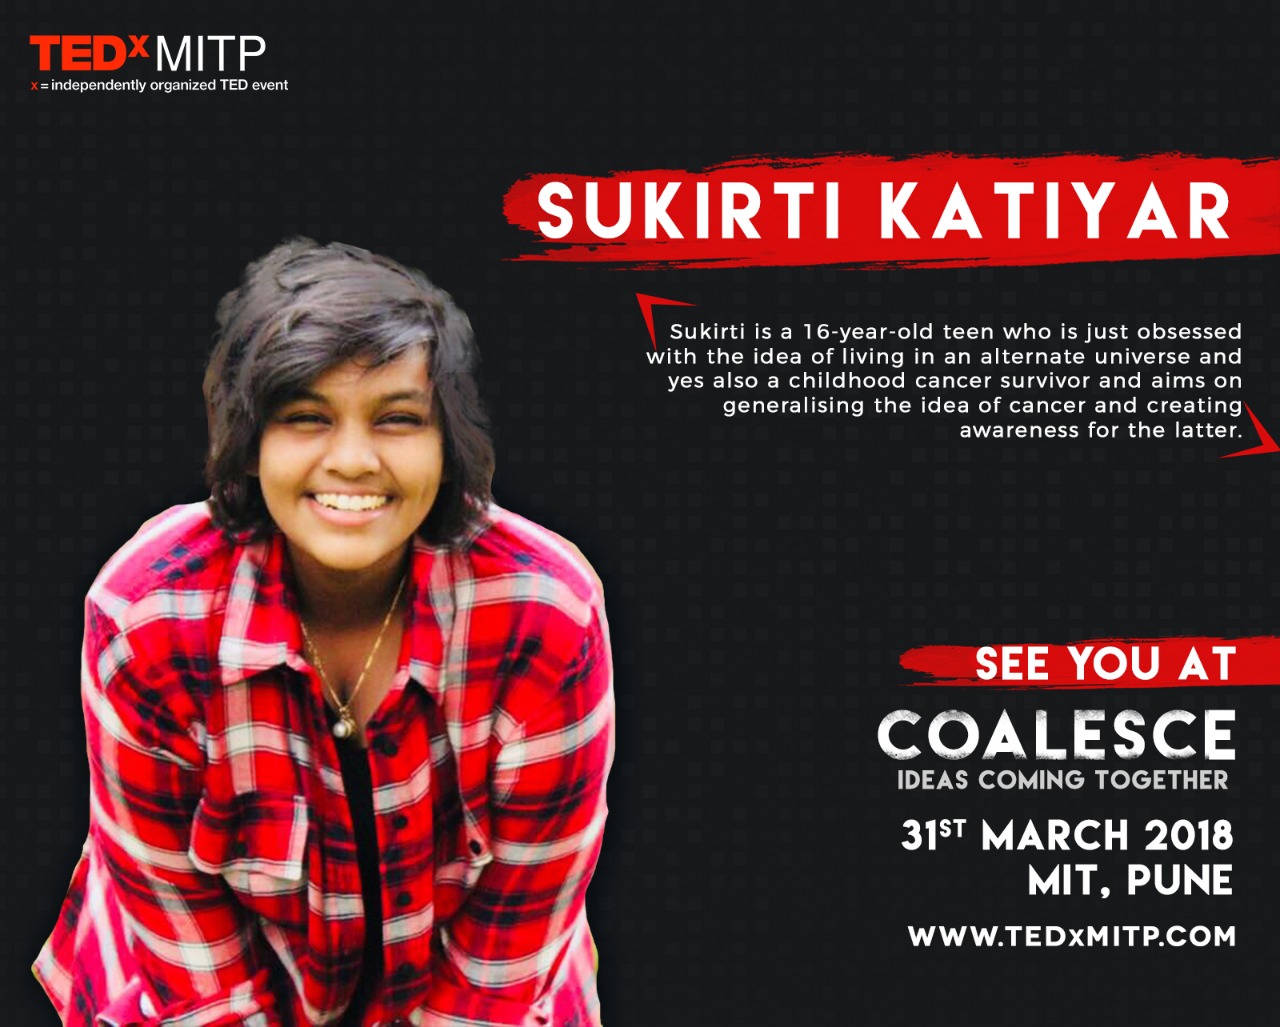 TEDxMITP
x = independently organized TED event
SUKIRTI KATIYAR
Sukirti is a 16-year-old teen who is just obsessed
with the idea of living in an alternate universe and
yes also a childhood cancer survivor and aims on
generalising the idea of cancer and creating
awareness for the latter.
SEE YOU AT
COALESCE
IDEAS COMING TOGETHER
31ST MARCH 2018
MIT, PUNE
WWW.TEDxMITP.COM